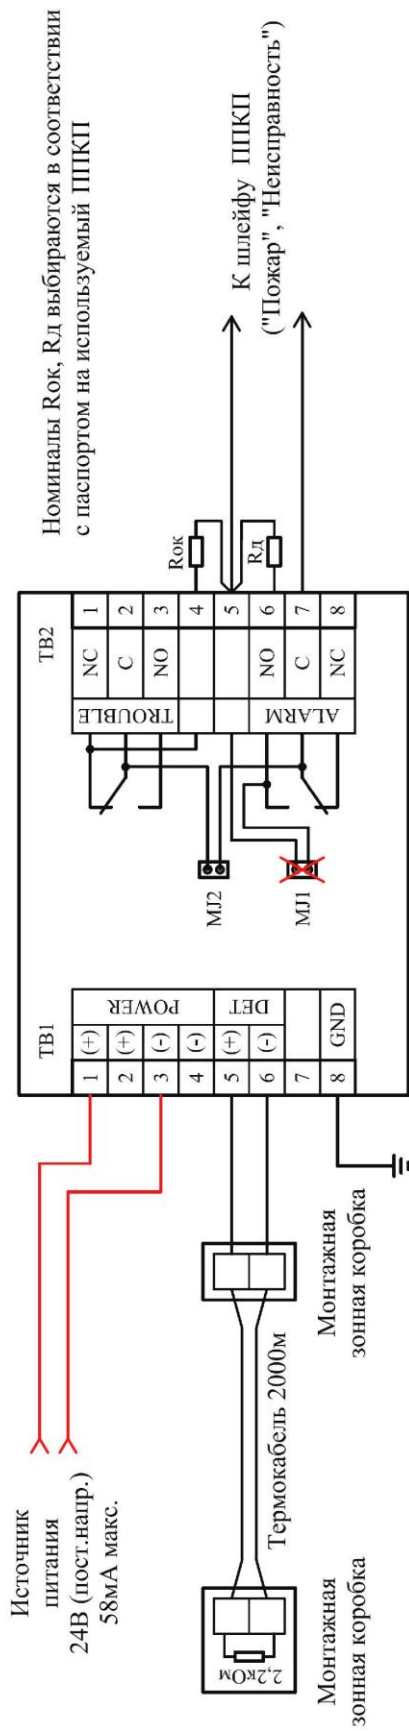 Номиналы Rок, Rд выбираются в соответствии
с паспортом на используемый ППКП
К шлейфу ППКП
("Пожар", "Неисправность")
Rок
Rд
TB2
NC 1
C 2
NO 3
4
5
NO 6
C 7
NC 8
TROUBLE
ALARM
MJ2
MJ1
TB1
1 (+)
2 (+)
3 (-)
4 (-)
5 (+)
6 (-)
7
8 GND
POWER
DET
Источник
питания
24В (пост.напр.)
58мА макс.
Монтажная
зонная коробка
Термокабель 2000м
2,2кОм
Монтажная
зонная коробка